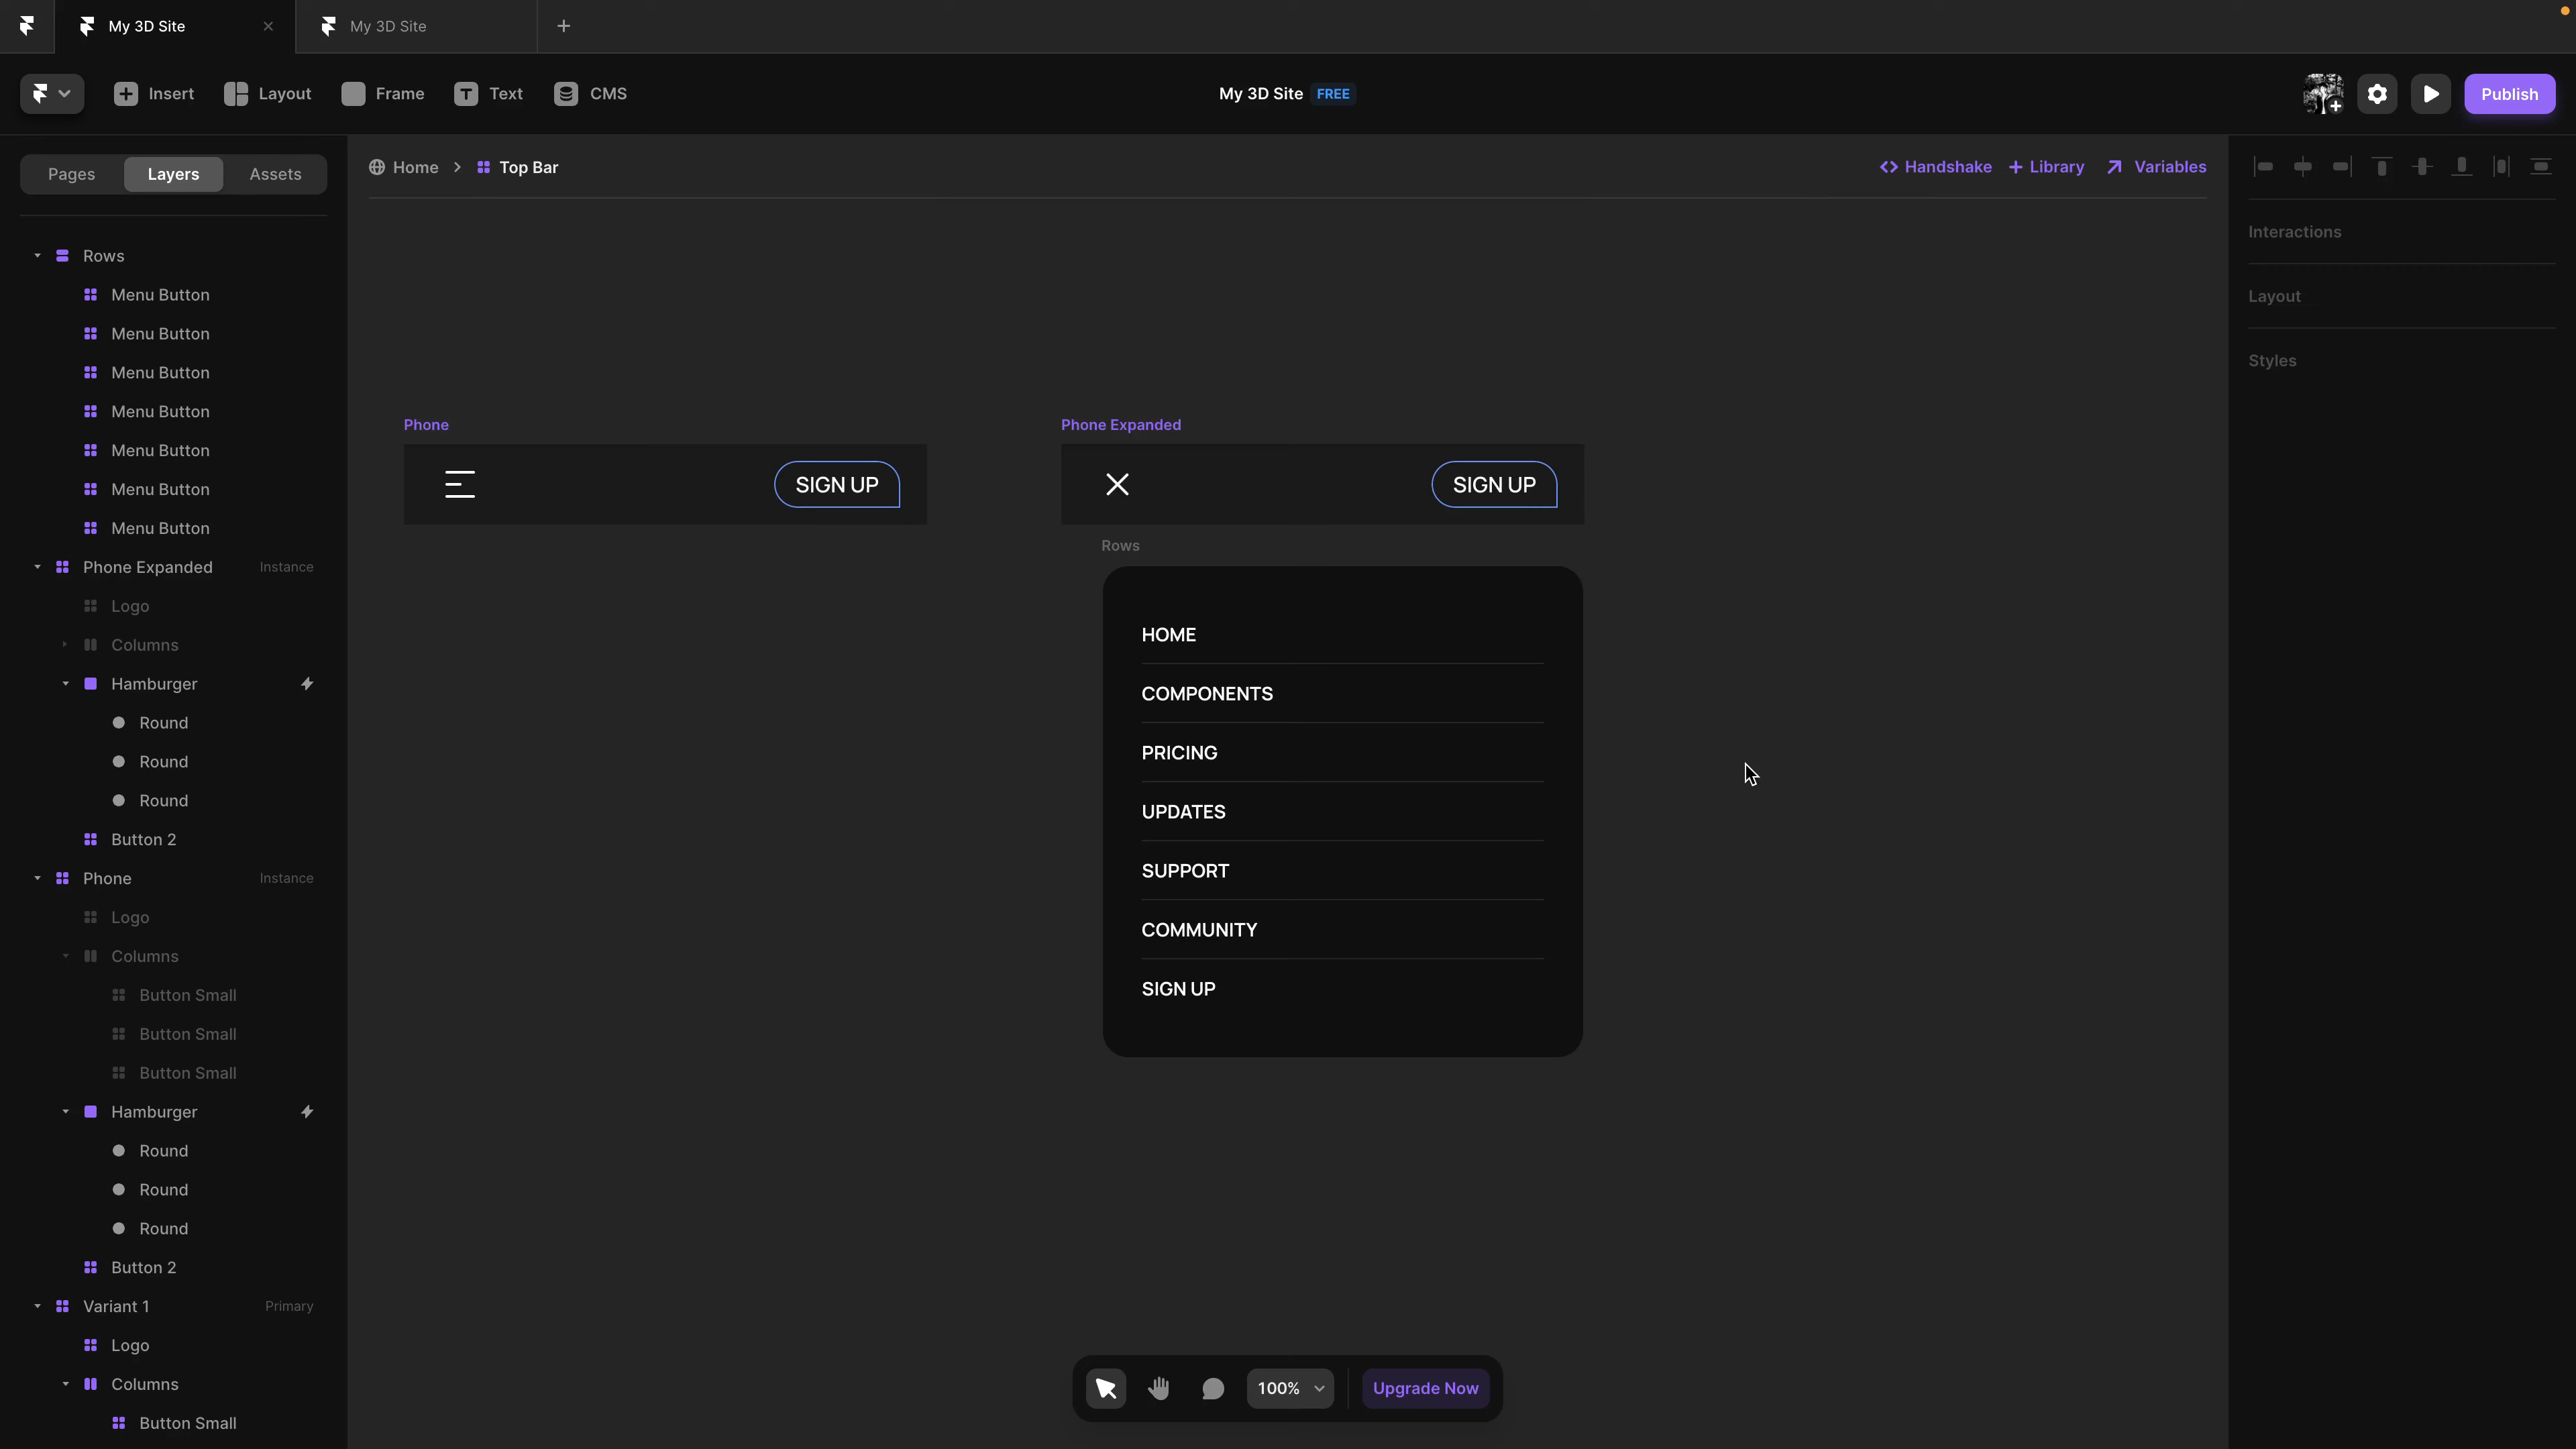 My 3D Site
My 3D Site
Insert
Layout
Frame
Text
CMS
My 3D Site FREE
Publish
Pages
Layers
Assets
Home
Top Bar
Handshake
Library
Variables
Rows
Menu Button
Menu Button
Menu Button
Menu Button
Menu Button
Menu Button
Menu Button
Phone Expanded Instance
Logo
Columns
Hamburger
Round
Round
Round
Button 2
Phone Instance
Logo
Columns
Button Small
Button Small
Button Small
Hamburger
Round
Round
Round
Button 2
Variant 1 Primary
Logo
Columns
Button Small
Phone
SIGN UP
Phone Expanded
SIGN UP
Rows
HOME
COMPONENTS
PRICING
UPDATES
SUPPORT
COMMUNITY
SIGN UP
100%
Upgrade Now
Interactions
Layout
Styles